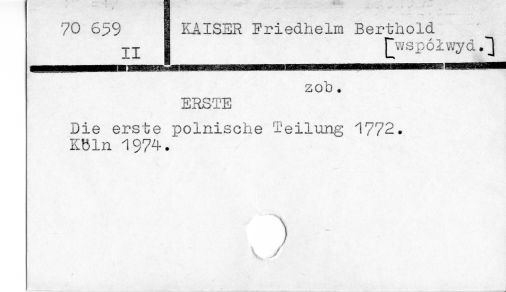 70 659
II
KAISER Friedhelm Berthold
[współwyd.]
zob.
ERSTE
Die erste polnische Teilung 1772.
Köln 1974.